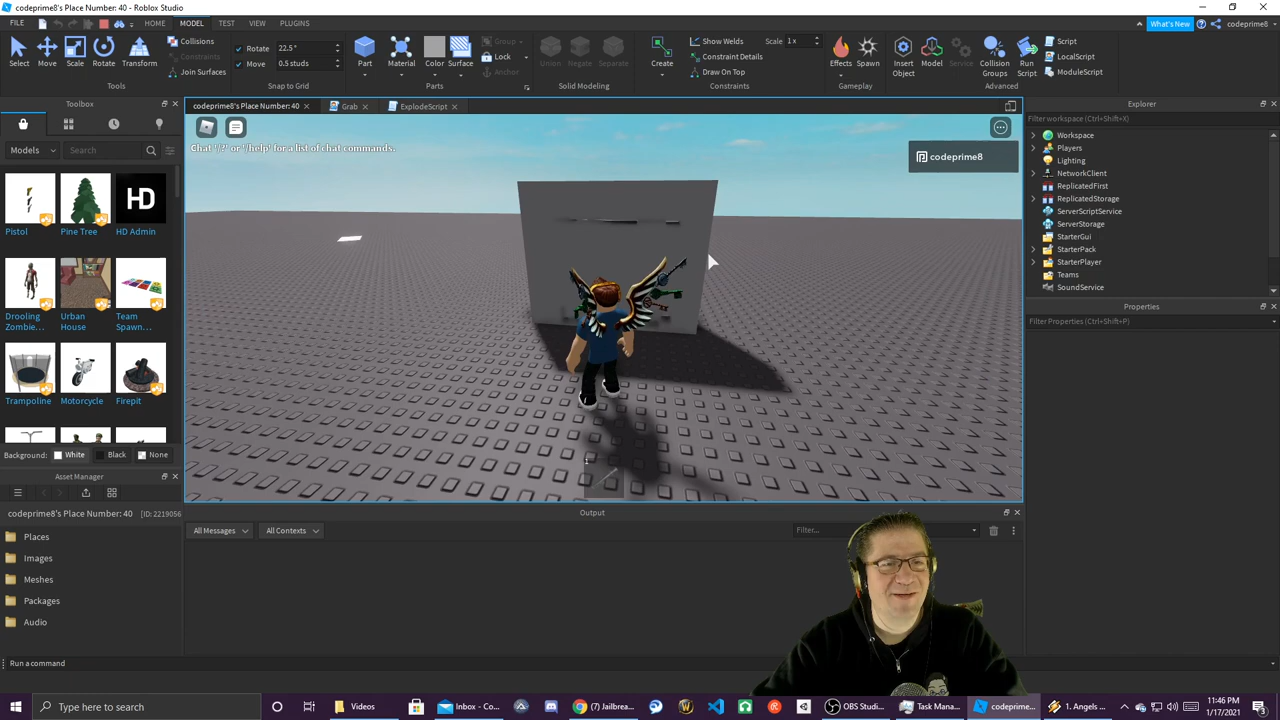 codeprime8's Place Number: 40 - Roblox Studio
FILE HOME MODEL TEST VIEW PLUGINS What's New codeprime8
Select Move Scale Rotate Transform
Collisions
Constraints
Join Surfaces
Tools
Rotate 22.5°
Move 0.5 studs
Snap to Grid
Part Material Color Surface
Group
Lock
Anchor
Parts
Union Negate Separate
Solid Modeling
Create
Show Welds Scale 1 x
Constraint Details
Draw On Top
Constraints
Effects Spawn
Gameplay
Insert Object Model Service Collision Groups Run Script
Script
LocalScript
ModuleScript
Advanced
Toolbox
Models Search
Pistol Pine Tree HD Admin
HD
Drooling Zombie... Urban House Team Spawn...
Trampoline Motorcycle Firepit
Background: White Black None
Asset Manager
codeprime8's Place Number: 40 [ID: 2219056
Places
Images
Meshes
Packages
Audio
Run a command
codeprime8's Place Number: 40 Grab ExplodeScript
Chat '/?' or '/help' for a list of chat commands.
codeprime8
Output
All Messages All Contexts Filter...
Explorer
Filter workspace (Ctrl+Shift+X)
Workspace
Players
Lighting
NetworkClient
ReplicatedFirst
ReplicatedStorage
ServerScriptService
ServerStorage
StarterGui
StarterPack
StarterPlayer
Teams
SoundService
Properties
Filter Properties (Ctrl+Shift+P)
Type here to search
Videos
Inbox - Co...
(7) Jailbrea...
OBS Studi...
Task Mana...
codeprime...
1. Angels ...
11:46 PM
1/17/2021